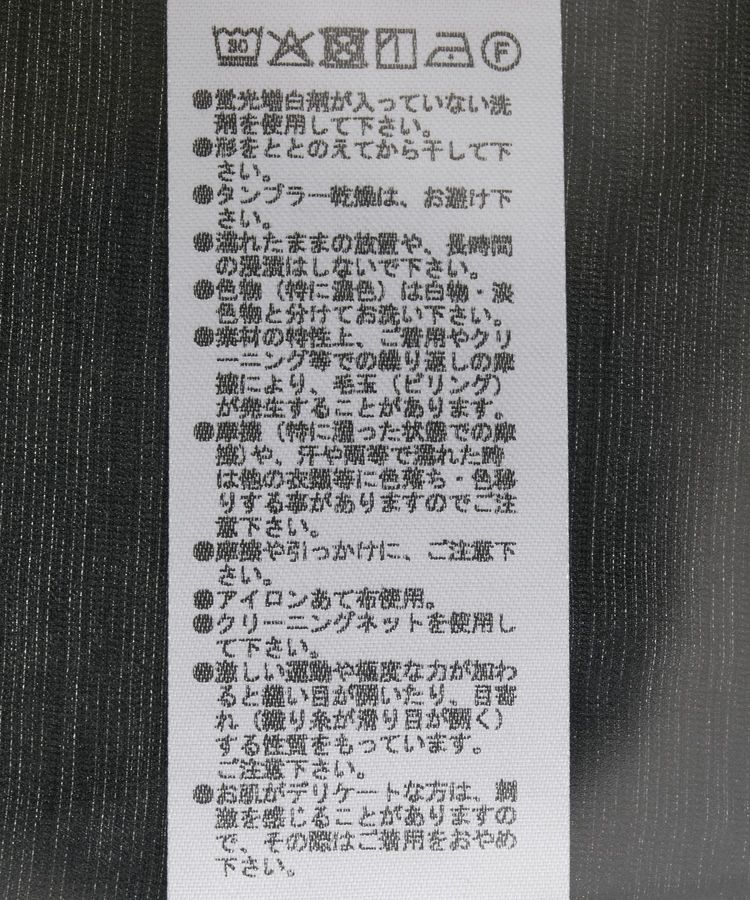 30
F
●蛍光増白剤が入っていない洗
剤を使用して下さい。
●形をととのえてから干して下
さい。
●タンブラー乾燥は、お避け下
さい。
●濡れたままの放置や、長時間
の浸漬はしないで下さい。
●色物(特に濃色)は白物・淡
色物と分けてお洗い下さい。
●素材の特性上、ご着用やクリ
ーニング等での繰り返しの摩
擦により、毛玉(ピリング)
が発生することがあります。
●摩擦(特に湿った状態での摩
擦)や、汗や雨等で濡れた時
は他の衣類等に色落ち・色移
りする事がありますのでご注
意下さい。
●摩擦や引っかけに、ご注意下
さい。
●アイロンあて布使用。
●クリーニングネットを使用し
て下さい。
●激しい運動や極度な力が加わ
ると縫い目が開いたり、目寄
れ(織り糸が滑り目が開く)
する性質をもっています。
ご注意下さい。
●お肌がデリケートな方は、刺
激を感じることがありますの
で、その際はご着用をおやめ
下さい。